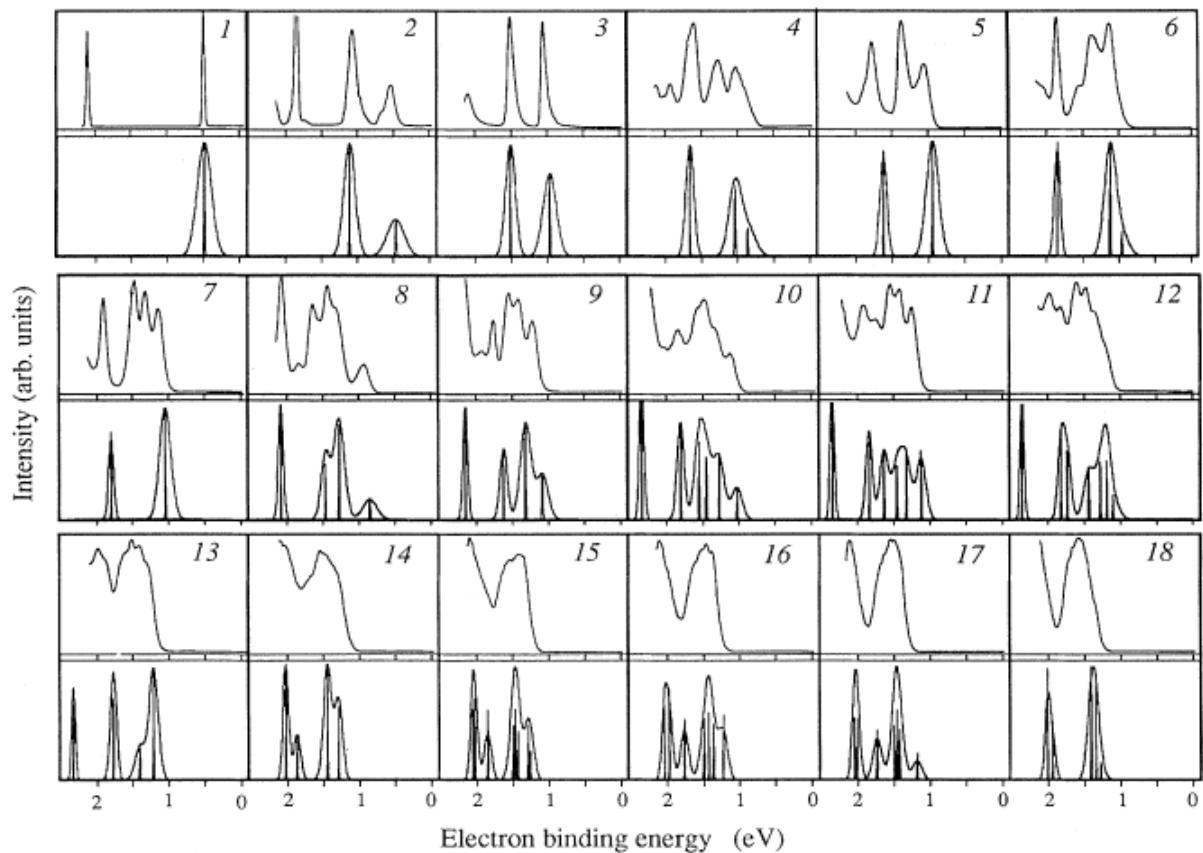 1 2 3 4 5 6
7 8 9 10 11 12
13 14 15 16 17 18
2 1 0 2 1 0 2 1 0 2 1 0 2 1 0 2 1 0
Intensity (arb. units)
Electron binding energy (eV)